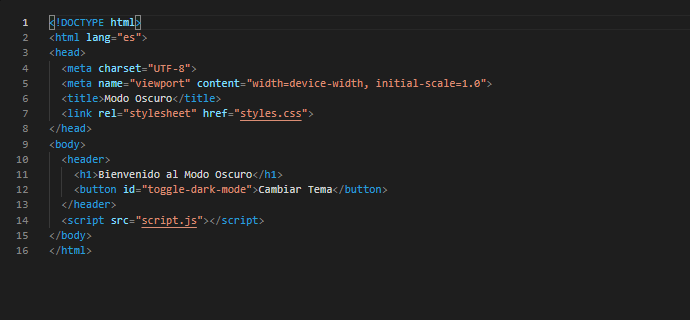 1 <!DOCTYPE html>
2 <html lang="es">
3 <head>
4 <meta charset="UTF-8">
5 <meta name="viewport" content="width=device-width, initial-scale=1.0">
6 <title>Modo Oscuro</title>
7 <link rel="stylesheet" href="styles.css">
8 </head>
9 <body>
10 <header>
11 <h1>Bienvenido al Modo Oscuro</h1>
12 <button id="toggle-dark-mode">Cambiar Tema</button>
13 </header>
14 <script src="script.js"></script>
15 </body>
16 </html>